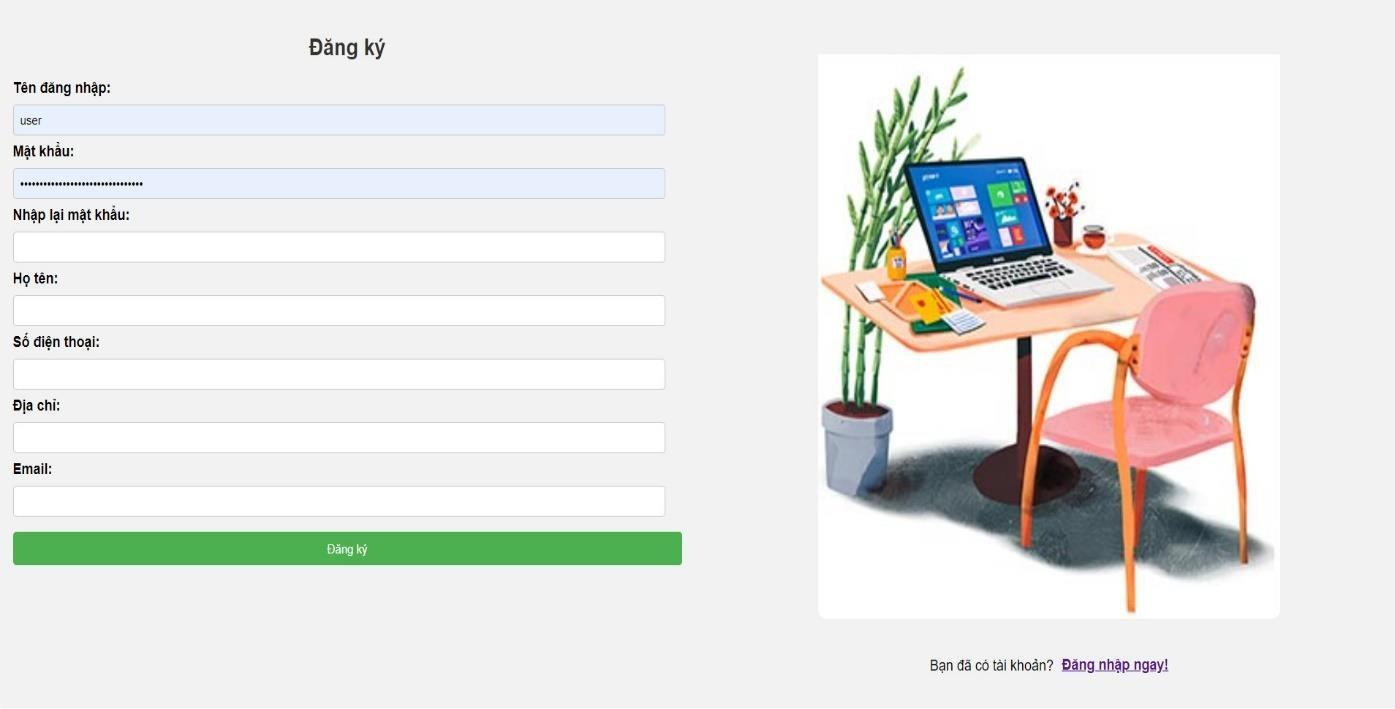 Đăng ký
Tên đăng nhập:
user
Mật khẩu:
Nhập lại mật khẩu:
Họ tên:
Số điện thoại:
Địa chỉ:
Email:
Đăng ký
Bạn đã có tài khoản? Đăng nhập ngay!